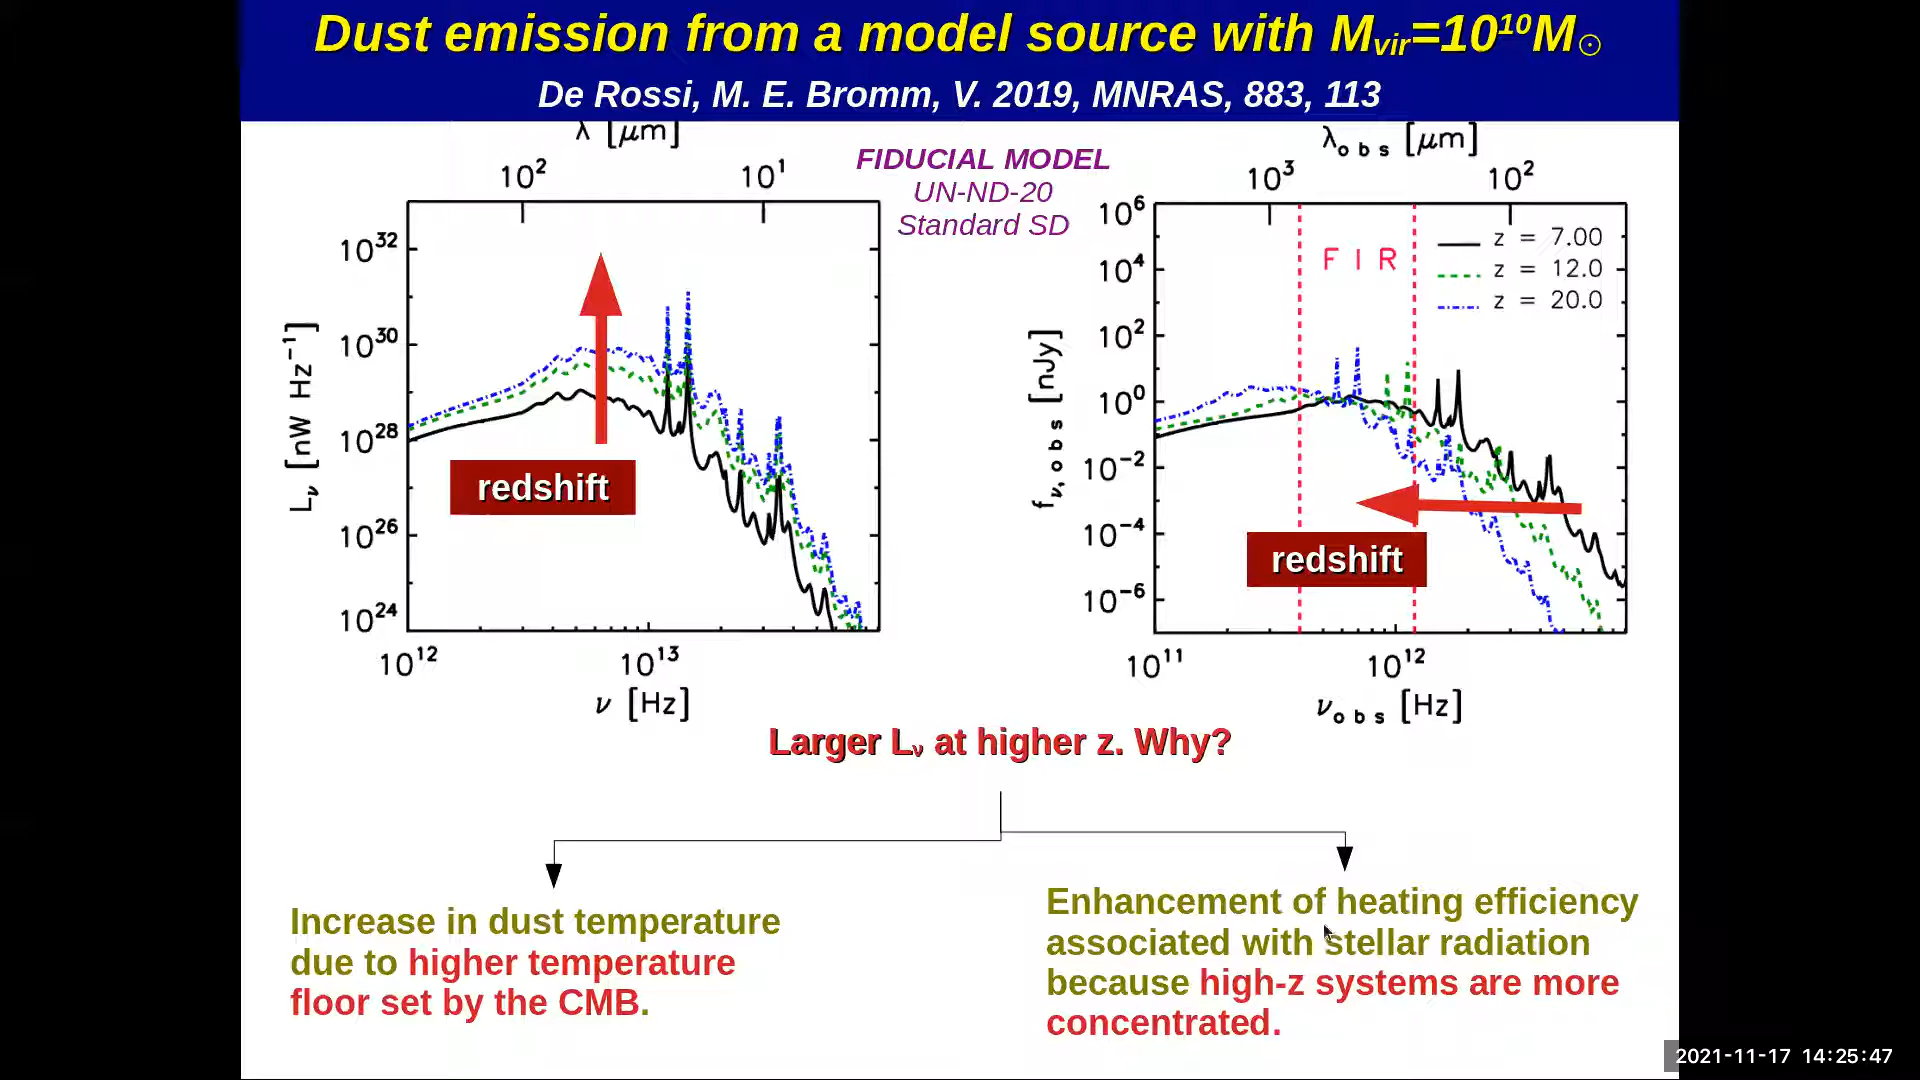 Dust emission from a model source with Mvir=10¹⁰M☉
De Rossi, M. E. Bromm, V. 2019, MNRAS, 883, 113
λ [μm]
10² 10¹
10³²
10³⁰
10²⁸
10²⁶
10²⁴
Lν [nW Hz⁻¹]
redshift
10¹² 10¹³
ν [Hz]
FIDUCIAL MODEL
UN-ND-20
Standard SD
λobs [μm]
10³ 10²
10⁶
10⁴
10²
10⁰
10⁻²
10⁻⁴
10⁻⁶
fν,obs [nJy]
FIR
z = 7.00
z = 12.0
z = 20.0
redshift
10¹¹ 10¹²
νobs [Hz]
Larger Lν at higher z. Why?
Increase in dust temperature
due to higher temperature
floor set by the CMB.
Enhancement of heating efficiency
associated with stellar radiation
because high-z systems are more
concentrated.
2021-11-17 14:25:47